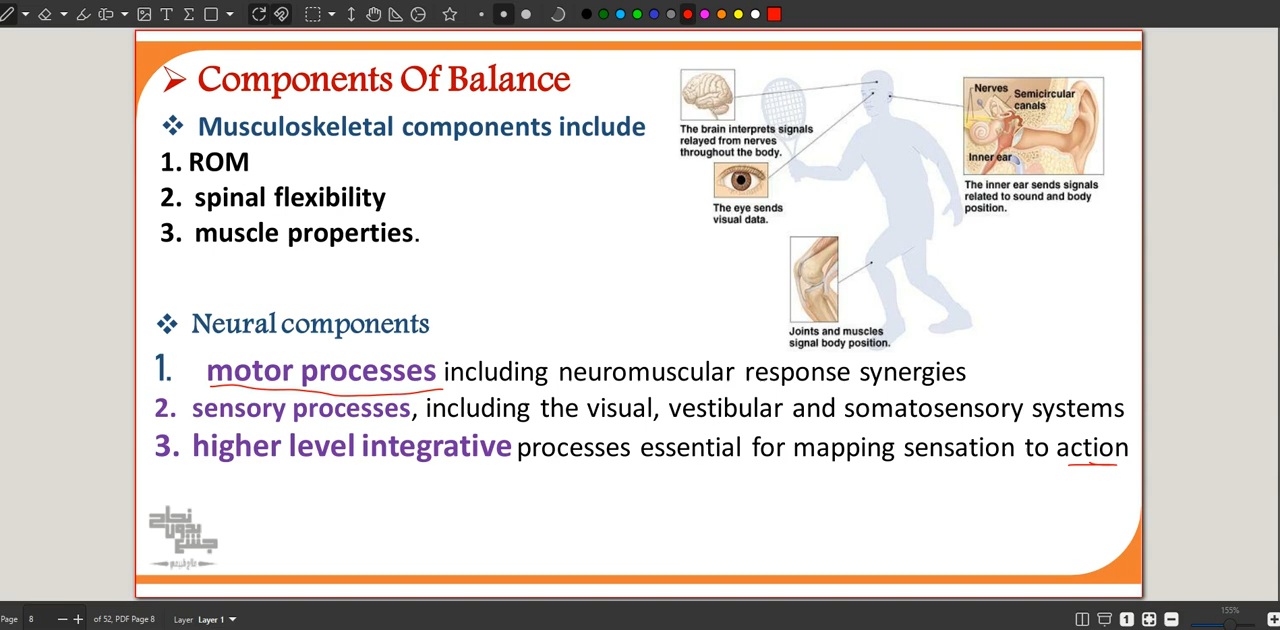 ➢ Components Of Balance
❖ Musculoskeletal components include
1. ROM
2. spinal flexibility
3. muscle properties.
The brain interprets signals
relayed from nerves
throughout the body.
The eye sends
visual data.
Nerves
Semicircular
canals
Inner ear
The inner ear sends signals
related to sound and body
position.
Joints and muscles
signal body position.
❖ Neural components
1. motor processes including neuromuscular response synergies
2. sensory processes, including the visual, vestibular and somatosensory systems
3. higher level integrative processes essential for mapping sensation to action
Page 8 of 52, PDF Page 8 Layer Layer 1 155%